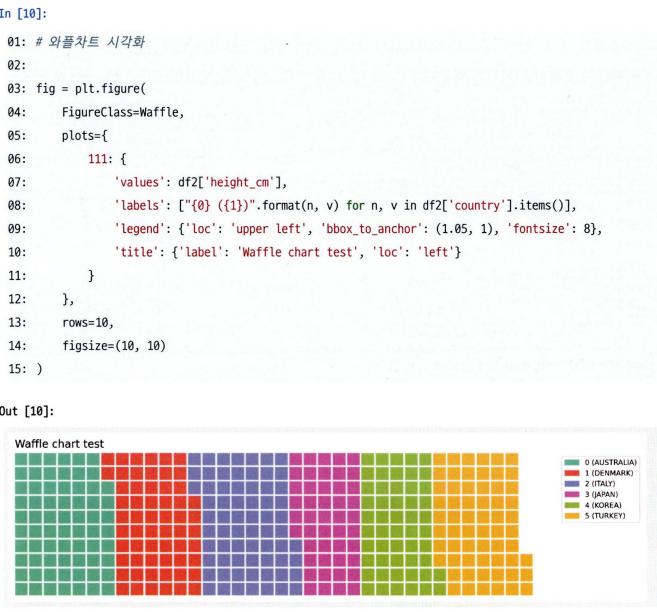 In [10]:
01: # 와플차트 시각화
02:
03: fig = plt.figure(
04:     FigureClass=Waffle,
05:     plots={
06:         111: {
07:             'values': df2['height_cm'],
08:             'labels': ["{0} ({1})".format(n, v) for n, v in df2['country'].items()],
09:             'legend': {'loc': 'upper left', 'bbox_to_anchor': (1.05, 1), 'fontsize': 8},
10:             'title': {'label': 'Waffle chart test', 'loc': 'left'}
11:         }
12:     },
13:     rows=10,
14:     figsize=(10, 10)
15: )
Out [10]:
Waffle chart test
0 (AUSTRALIA)
1 (DENMARK)
2 (ITALY)
3 (JAPAN)
4 (KOREA)
5 (TURKEY)